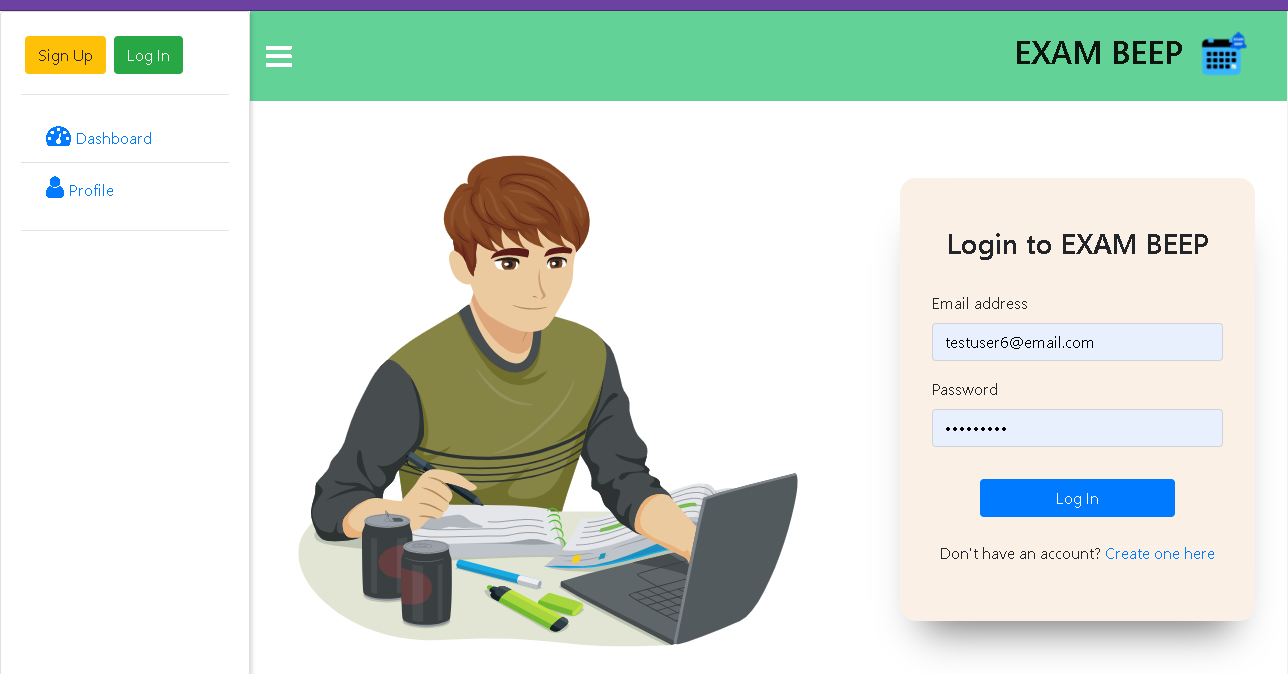 Sign Up Log In
EXAM BEEP
Dashboard
Profile
Login to EXAM BEEP
Email address
testuser6@email.com
Password
•••••••••
Log In
Don't have an account? Create one here